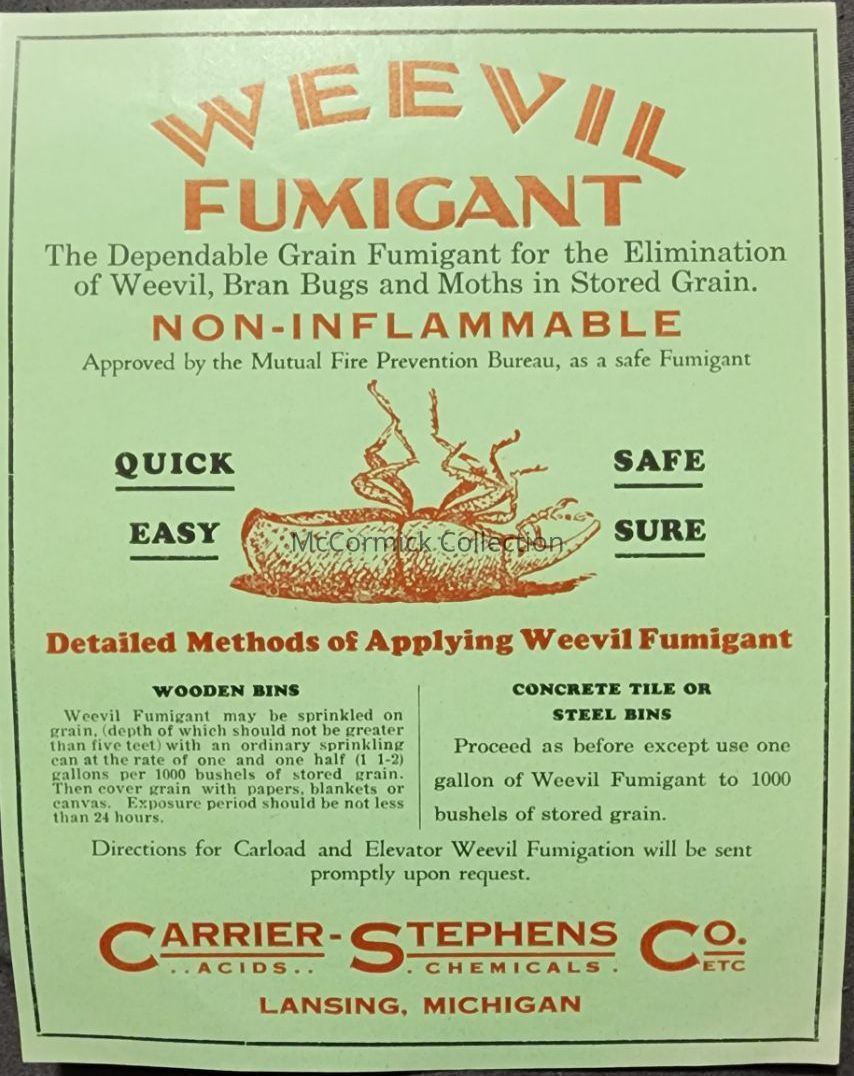 WEEVIL
FUMIGANT
The Dependable Grain Fumigant for the Elimination
of Weevil, Bran Bugs and Moths in Stored Grain.
NON-INFLAMMABLE
Approved by the Mutual Fire Prevention Bureau, as a safe Fumigant
QUICK
SAFE
EASY
SURE
McCormick Collection
Detailed Methods of Applying Weevil Fumigant
WOODEN BINS
Weevil Fumigant may be sprinkled on
grain, (depth of which should not be greater
than five teet) with an ordinary sprinkling
can at the rate of one and one half (1 1-2)
gallons per 1000 bushels of stored grain.
Then cover grain with papers, blankets or
canvas. Exposure period should be not less
than 24 hours.
CONCRETE TILE OR
STEEL BINS
Proceed as before except use one
gallon of Weevil Fumigant to 1000
bushels of stored grain.
Directions for Carload and Elevator Weevil Fumigation will be sent
promptly upon request.
CARRIER-STEPHENS CO.
..ACIDS.. . CHEMICALS . ETC
LANSING, MICHIGAN